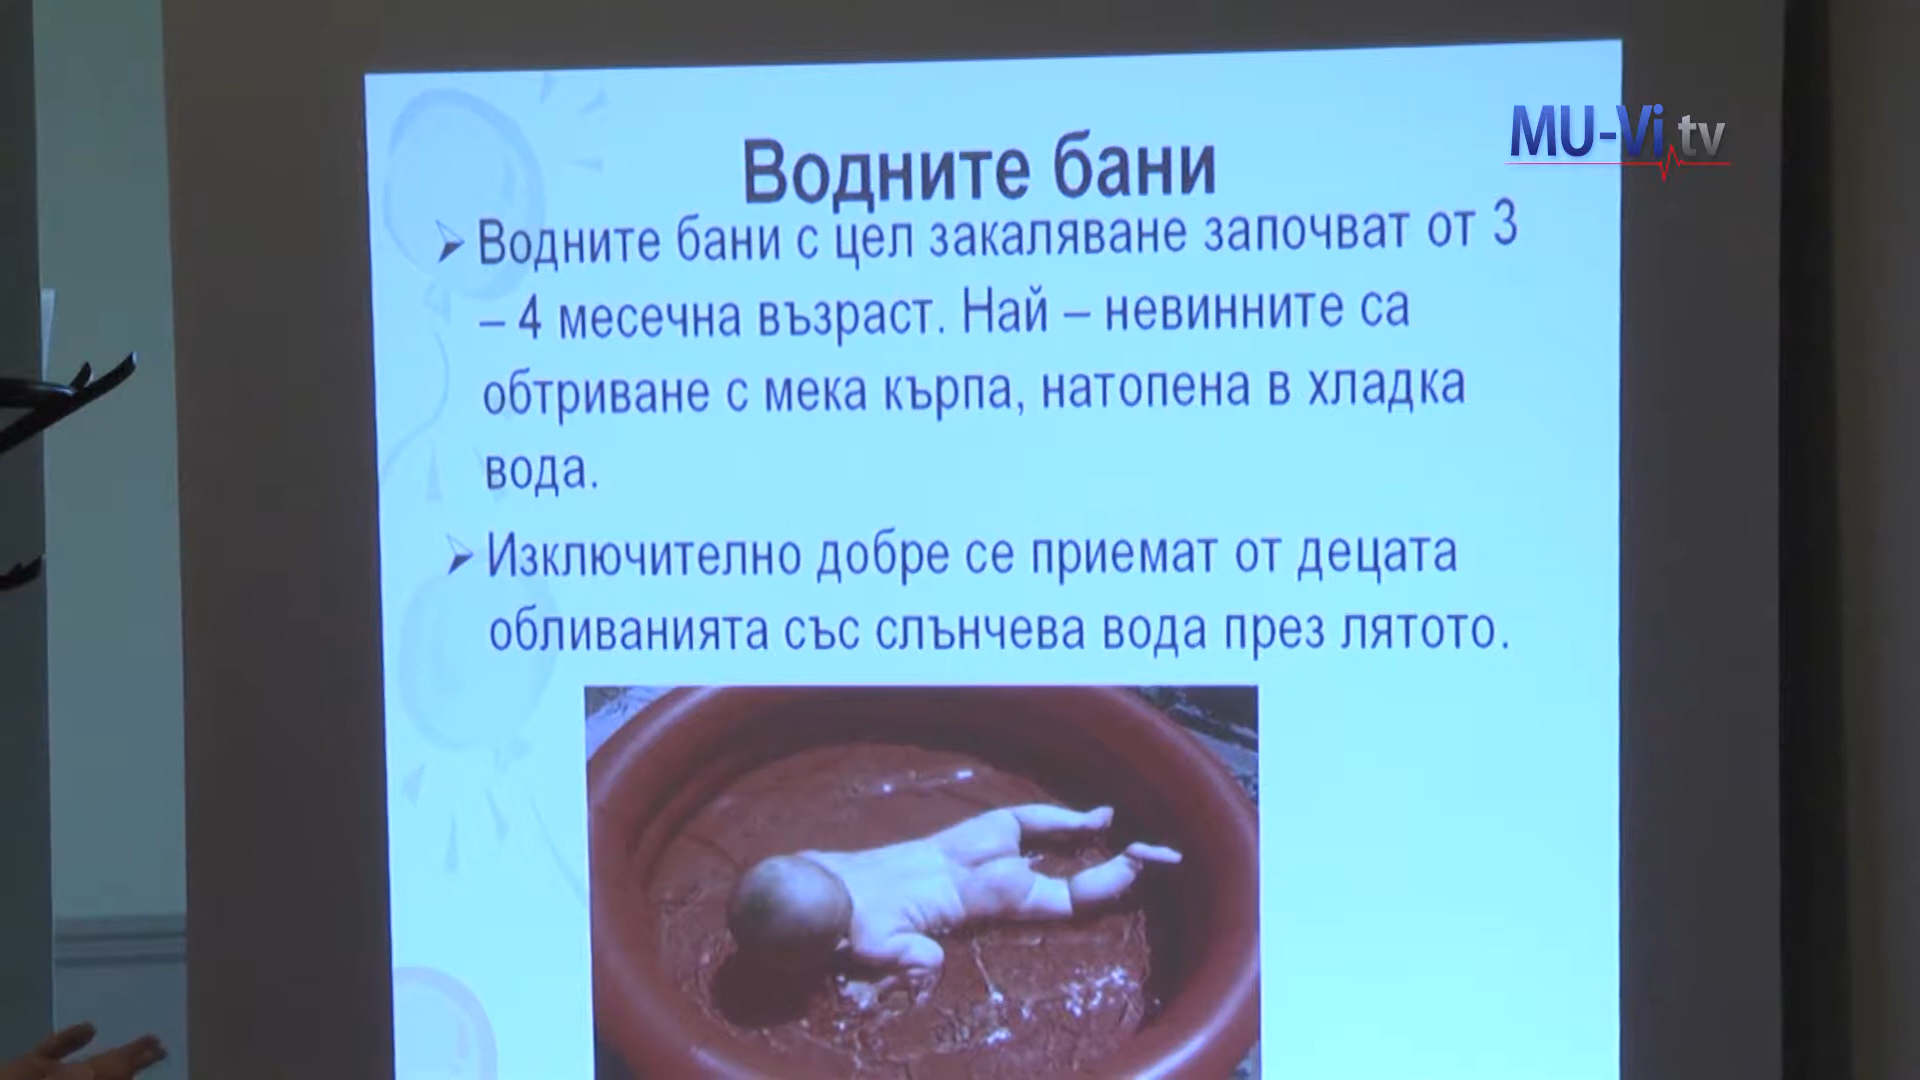 MU-Vi.tv
Водните бани
Водните бани с цел закаляване започват от 3
– 4 месечна възраст. Най – невинните са
обтриване с мека кърпа, натопена в хладка
вода.
Изключително добре се приемат от децата
обливанията със слънчева вода през лятото.